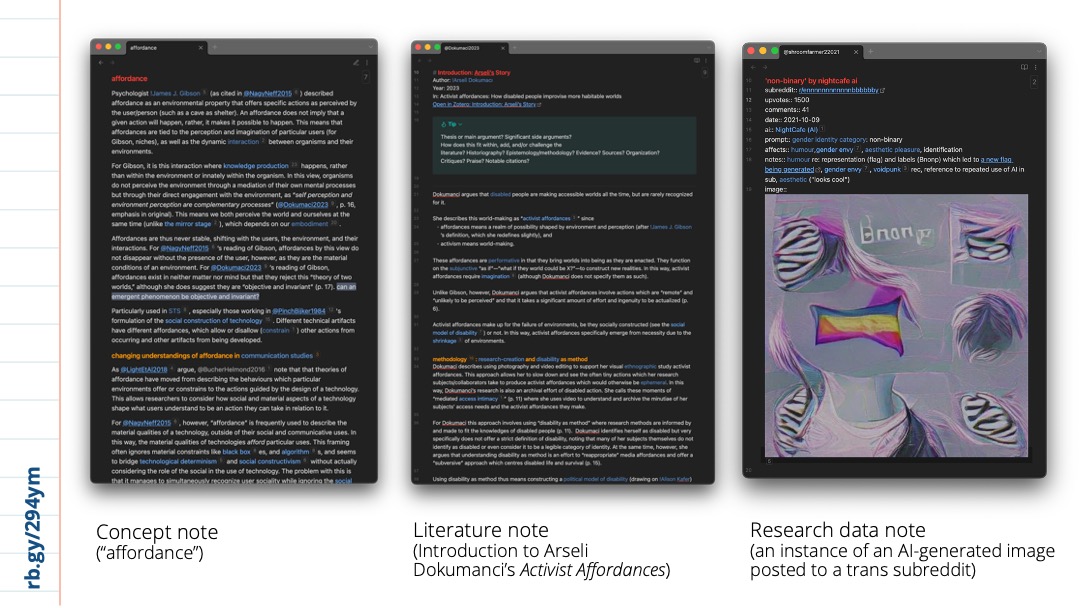 affordance
affordance
Psychologist !James J. Gibson (as cited in @NagyNeff2015) described
affordance as an environmental property that offers specific actions as perceived by
the user/person (such as a cave as shelter). An affordance does not imply that a
given action will happen, rather, it makes it possible to happen. This means that
affordances are tied to the perception and imagination of particular users (for
Gibson, niches), as well as the dynamic interaction between organisms and their
environments.
For Gibson, it is this interaction where knowledge production happens, rather
than within the environment or innately within the organism. In this view, organisms
do not perceive the environment through a mediation of their own mental processes
but through their direct engagement with the environment, as "self perception and
environment perception are complementary processes" (@Dokumaci2023, p. 16,
emphasis in original). This means we both perceive the world and ourselves at the
same time (unlike the mirror stage), which depends on our embodiment.
Affordances are thus never stable, shifting with the users, the environment, and their
interactions. For @NagyNeff2015 's reading of Gibson, affordances by this view do
not disappear without the presence of the user, however, as they are the material
conditions of an environment. For @Dokumaci2023 's reading of Gibson,
affordances exist in neither matter nor mind but that they reject this "theory of two
worlds," although she does suggest they are "objective and invariant" (p. 17). can an
emergent phenomenon be objective and invariant?
Particularly used in STS, especially those working in @PinchBijker1984 's
formulation of the social construction of technology. Different technical artifacts
have different affordances, which allow or disallow (constrain) other actions from
occurring and other artifacts from being developed.
changing understandings of affordance in communication studies
As @LightEtAl2018 argue, @BucherHelmond2016 note that that theories of
affordance have moved from describing the behaviours which particular
environments offer or constrains to the actions guided by the design of a technology.
This allows researchers to consider how social and material aspects of a technology
shape what users understand to be an action they can take in relation to it.
For @NagyNeff2015, however, "affordance" is frequently used to describe the
material qualities of a technology, outside of their social and communicative uses. In
this way, the material qualities of technologies afford particular uses. This framing
often ignores material constraints like black box es, and algorithm s, and seems
to bridge technological determinism and social constructivism without actually
considering the role of the social in the use of technology. The problem with this is
that it manages to simultaneously recognize user sociality while ignoring the social
@Dokumaci2023
Introduction: Arseli's Story
Author: !Arseli Dokumaci
Year: 2023
In: Activist affordances: How disabled people improvise more habitable worlds
Open in Zotero: Introduction: Arseli's Story
Tip
Thesis or main argument? Significant side arguments?
How does this fit within, add, and/or challenge the
literature? Historiography? Epistemology/methodology? Evidence? Sources? Organization?
Critiques? Praise? Notable citations?
Dokumaci argues that disabled people are making accessible worlds all the time, but are rarely recognized
for it.
She describes this world-making as "activist affordances" since
- affordances means a realm of possibility shaped by environment and perception (after !James J. Gibson
's definition, which she redefines slightly), and
- activism means world-making.
These affordances are performative in that they bring worlds into being as they are enacted. They function
on the subjunctive "as if"—"what if they world could be X?"—to construct new realities. In this way, activist
affordances require imagination (although Dokumaci does not specify them as such).
Unlike Gibson, however, Dokumaci argues that activist affordances involve actions which are "remote" and
"unlikely to be perceived" and that it takes a significant amount of effort and ingenuity to be actualized (p.
6).
Activist affordances make up for the failure of environments, be they socially constructed (see the social
model of disability) or not. In this way, activist affordances specifically emerge from necessity due to the
shrinkage of environments.
methodology : research-creation and disability as method
Dokumaci describes using photography and video editing to support her visual ethnographic study activist
affordances. This approach allows her to slow down and see the often tiny actions which her research
subjects/collaborators take to produce activist affordances which would otherwise be ephemeral. In this
way, Dokumaci's research is also an archival effort of disabled action. She calls these moments of
"mediated access intimacy" (p. 11) where she uses video to understand and archive the minutiae of her
subjects' access needs and the activist affordances they make.
For Dokumaci this approach involves using "disability as method" where research methods are informed by
and made to fit the knowledges of disabled people (p. 11). Dokumaci identifies herself as disabled but very
specifically does not offer a strict definition of disability, noting that many of her subjects themselves do not
identify as disabled or even consider it to be a legible category of identity. At the same time, however, she
argues that understanding disability as method is an effort to "reappropriate" media affordances and offer a
"subversive" approach which centres disabled life and survival (p. 15).
Using disability as method thus means constructing a political model of disability (drawing on !Alison Kafer)
@ahrcomfarmer22021
'non-binary' by nightcafe ai
subreddit::
upvotes:: 1500
comments:: 41
date:: 2021-10-09
ai:: NightCafe (AI)
prompt:: gender identity category: non-binary
affects:: humour,gender envy, aesthetic pleasure, identification
notes:: humour re: representation (flag) and labels (Bnonp) which led to a new flag
being generated, gender envy, voidpunk rec, reference to repeated use of AI in
sub, aesthetic ("looks cool")
image::
Bnonp
Concept note
("affordance")
Literature note
(Introduction to Arseli
Dokumanci's Activist Affordances)
Research data note
(an instance of an AI-generated image
posted to a trans subreddit)
rb.gy/294ym